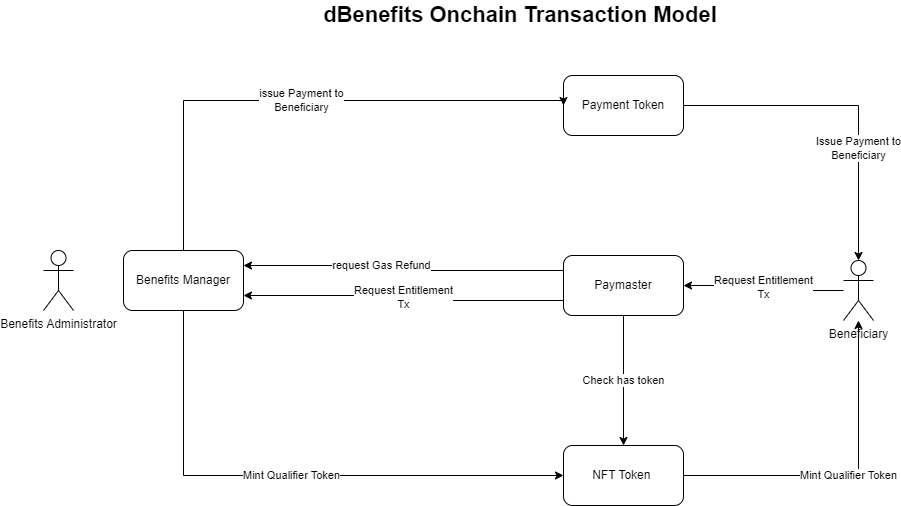 dBenefits Onchain Transaction Model
issue Payment to
Beneficiary
Payment Token
Issue Payment to
Beneficiary
Benefits Manager
request Gas Refund
Request Entitlement
Tx
Paymaster
Request Entitlement
Tx
Benefits Administrator
Beneficiary
Check has token
Mint Qualifier Token
NFT Token
Mint Qualifier Token